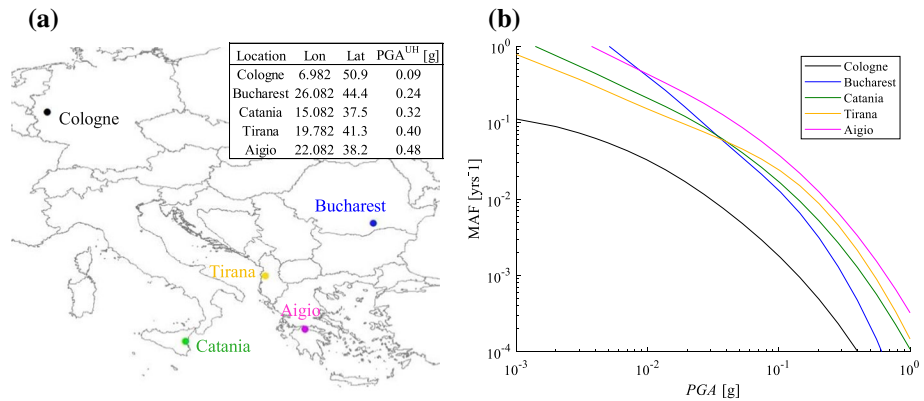 (a)
Location Lon Lat PGA^UH [g]
Cologne 6.982 50.9 0.09
Bucharest 26.082 44.4 0.24
Catania 15.082 37.5 0.32
Tirana 19.782 41.3 0.40
Aigio 22.082 38.2 0.48
Cologne
Bucharest
Tirana
Aigio
Catania
(b)
MAF [yrs^-1]
10^0
10^-1
10^-2
10^-3
10^-4
Cologne
Bucharest
Catania
Tirana
Aigio
10^-3 10^-2 10^-1 10^0
PGA [g]